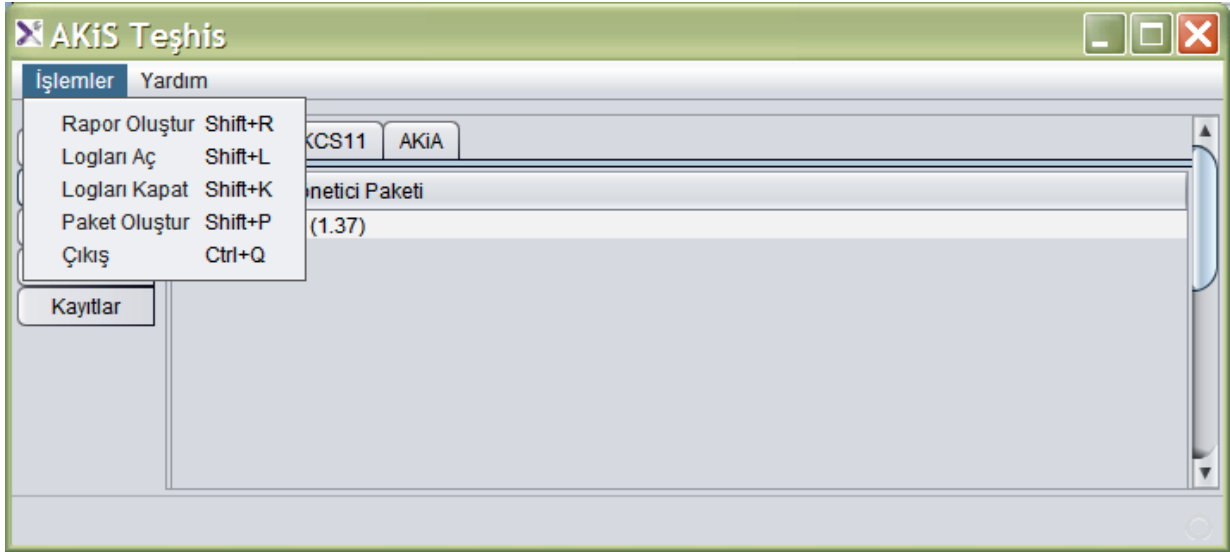 AKiS Teşhis
İşlemler Yardım
Rapor Oluştur Shift+R
Logları Aç Shift+L
Logları Kapat Shift+K
Paket Oluştur Shift+P
Çıkış Ctrl+Q
KCS11 AKiA
Paketi
(1.37)
Kayıtlar